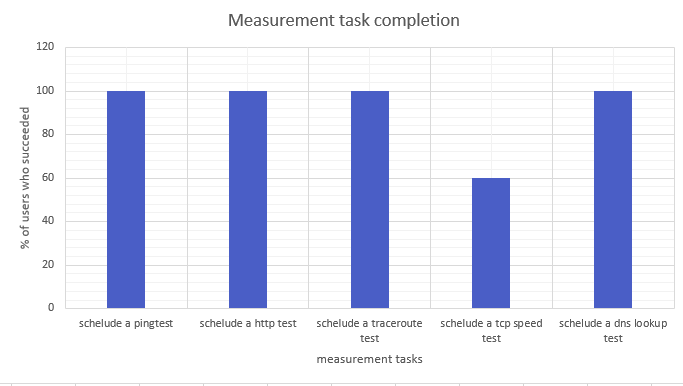 Measurement task completion
120
100
80
60
40
20
0
% of users who succeeded
schelude a pingtest
schelude a http test
schelude a traceroute
test
schelude a tcp speed
test
schelude a dns lookup
test
measurement tasks